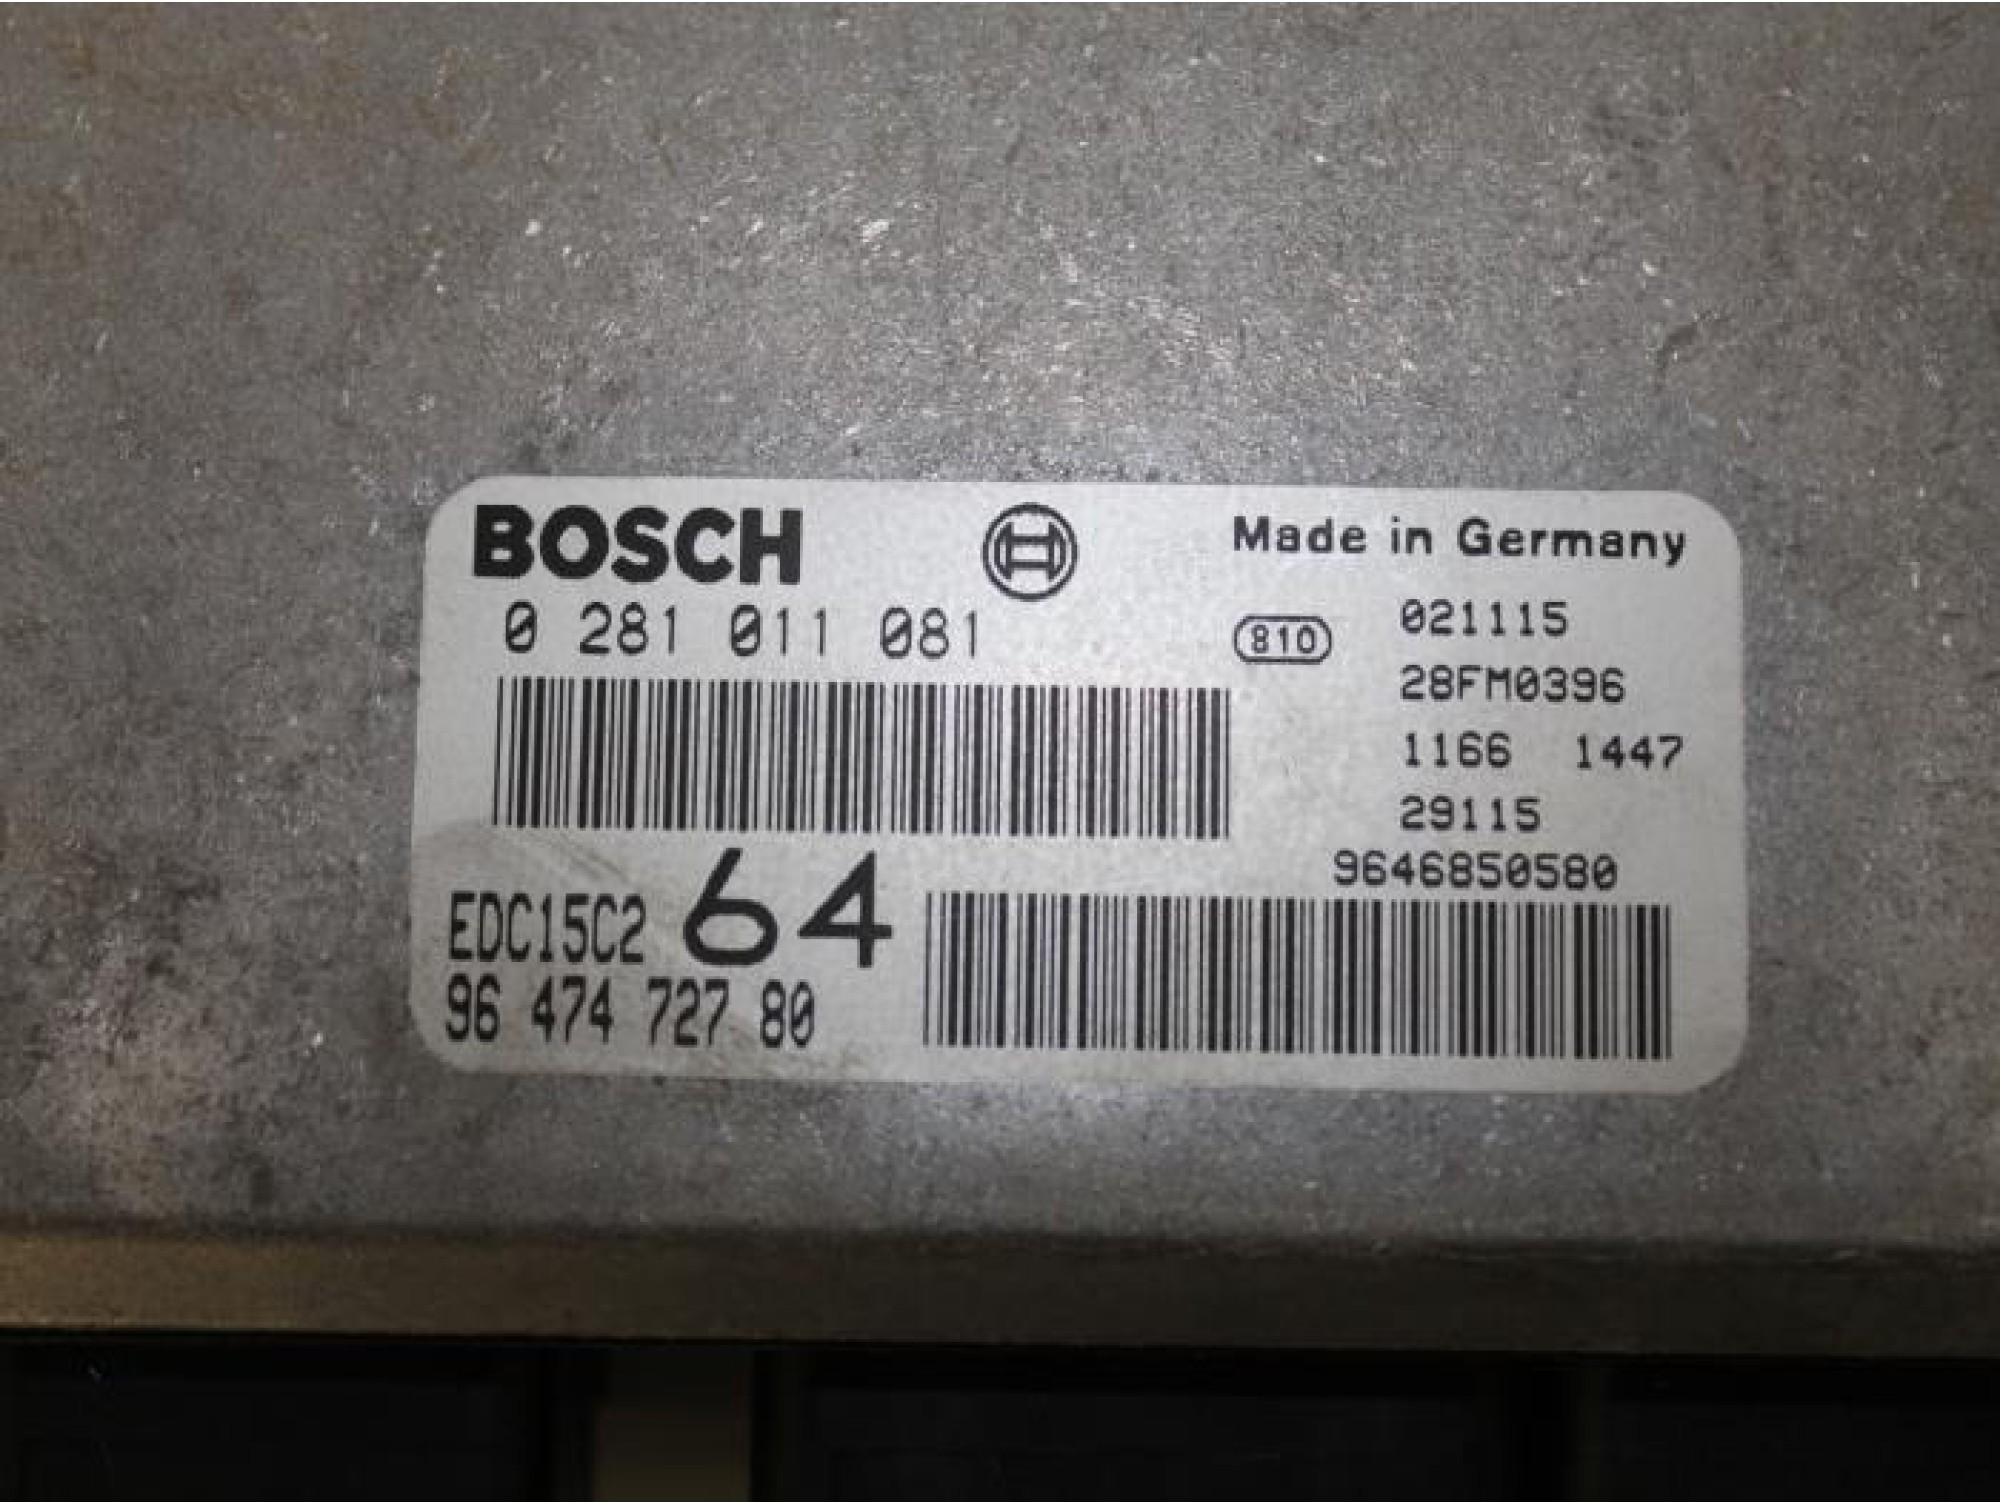 BOSCH
Made in Germany
0 281 011 081
810
021115
28FM0396
1166 1447
29115
9646850580
EDC15C2 64
96 474 727 80